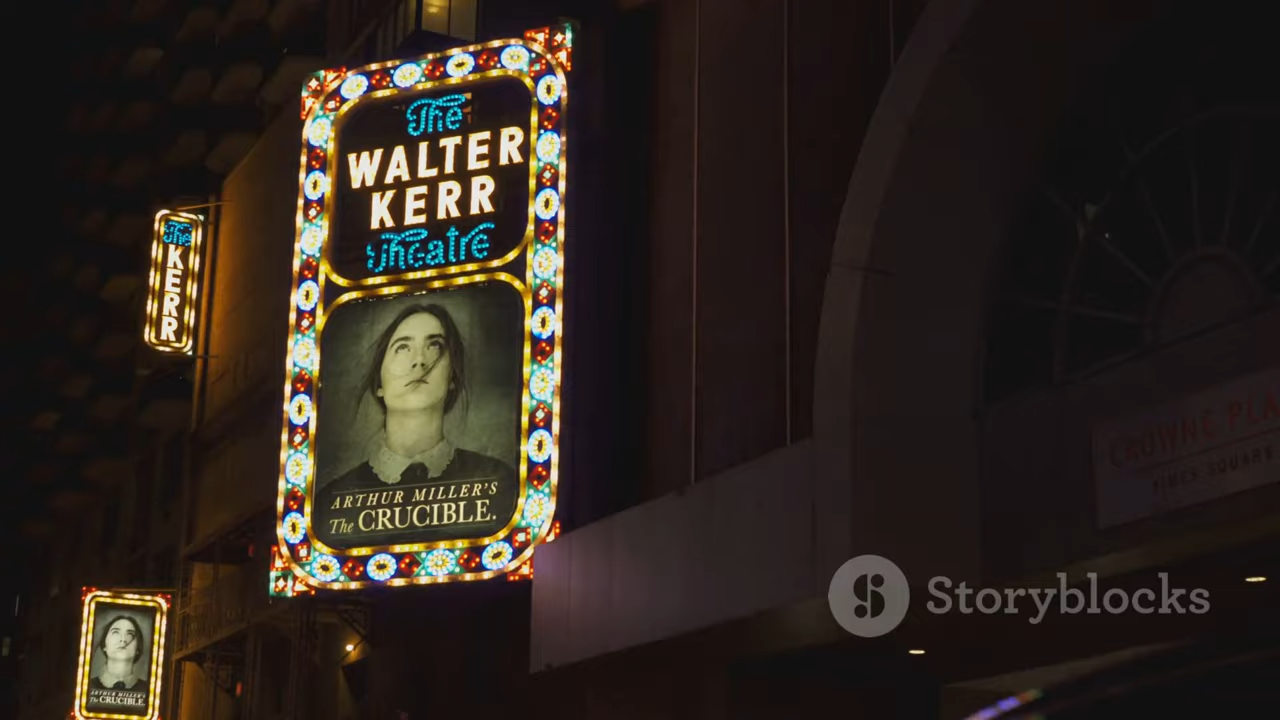 The
WALTER
KERR
Theatre
ARTHUR MILLER'S
The CRUCIBLE.
The
KERR
ARTHUR MILLER'S
The CRUCIBLE.
CROWNE PLA
TIMES SQUARE
Storyblocks